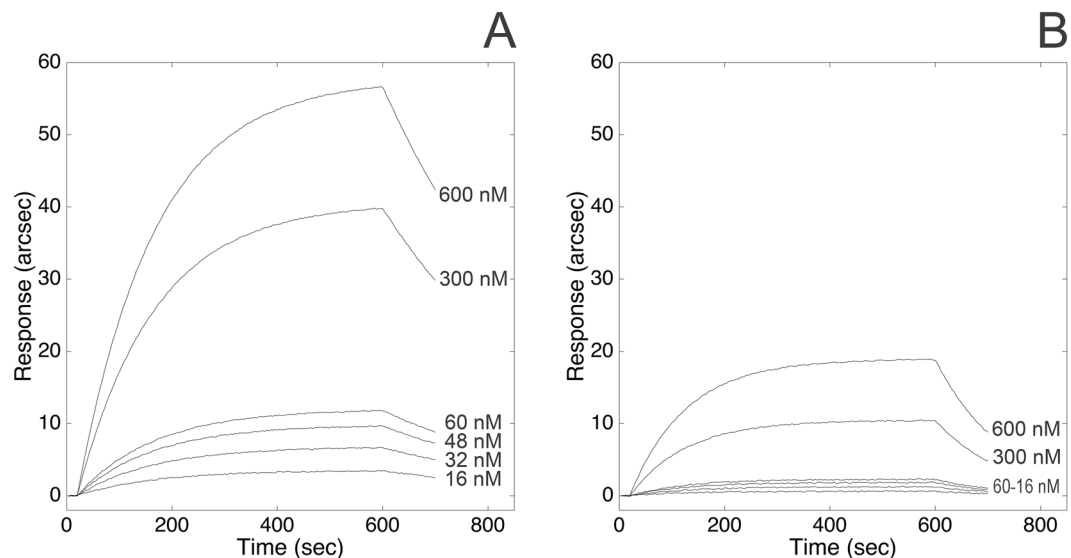 A
60
50
40
30
20
10
0
Response (arcsec)
600 nM
300 nM
60 nM
48 nM
32 nM
16 nM
0 200 400 600 800
Time (sec)
B
60
50
40
30
20
10
0
Response (arcsec)
600 nM
300 nM
60-16 nM
0 200 400 600 800
Time (sec)